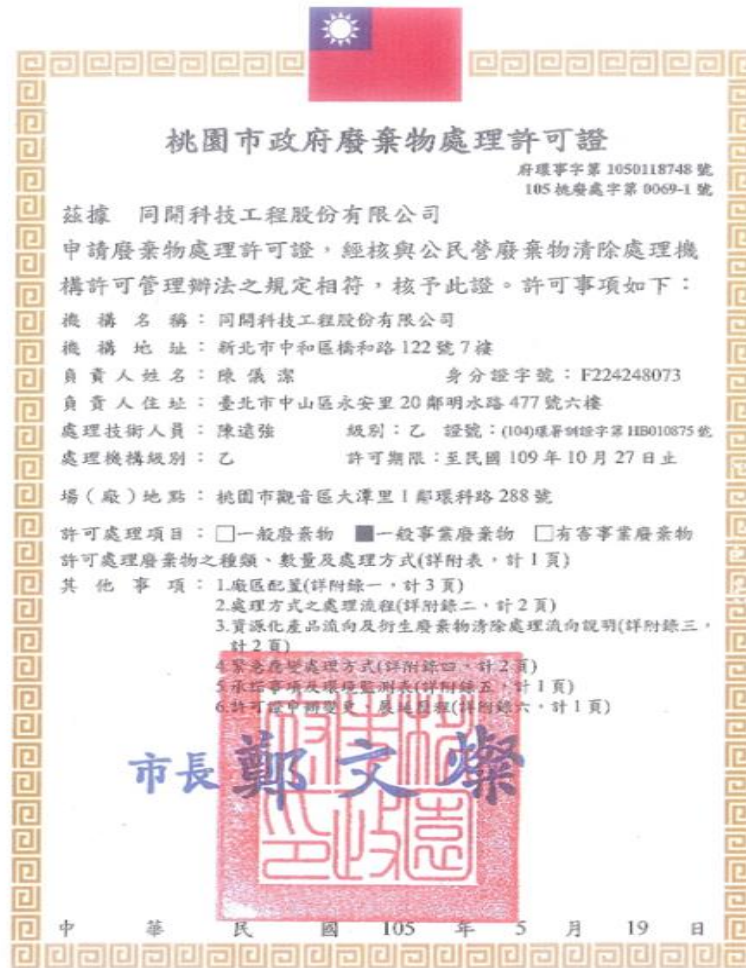 桃園市政府廢棄物處理許可證
府環事字第 1050118748 號
105 桃廢處字第 0069-1 號
茲據 同開科技工程股份有限公司
申請廢棄物處理許可證，經核與公民營廢棄物清除處理機
構許可管理辦法之規定相符，核予此證。許可事項如下：
機構名稱：同開科技工程股份有限公司
機構地址：新北市中和區橋和路 122 號 7 樓
負責人姓名：陳儀潔 身分證字號：F224248073
負責人住址：臺北市中山區永安里 20 鄰明水路 477 號六樓
處理技術人員：陳遠強 級別：乙 證號：(104)環署訓證字第 HB010875 號
處理機構級別：乙 許可期限：至民國 109 年 10 月 27 日止
場（廠）地點：桃園市觀音區大潭里 1 鄰環科路 288 號
許可處理項目：□一般廢棄物 ■一般事業廢棄物 □有害事業廢棄物
許可處理廢棄物之種類、數量及處理方式(詳附表，計 1 頁)
其他事項：1.廠區配置(詳附錄一，計 3 頁)
2.處理方式之處理流程(詳附錄二，計 2 頁)
3.資源化產品流向及衍生廢棄物清除處理流向說明(詳附錄三，
計 2 頁)
4.緊急應變處理方式(詳附錄四，計 2 頁)
5.承諾事項及環境監測表(詳附錄五，計 1 頁)
6.許可證申辦變更、展延歷程(詳附錄六，計 1 頁)
市長 鄭文燦
桃園市政府印
中華民國 105 年 5 月 19 日